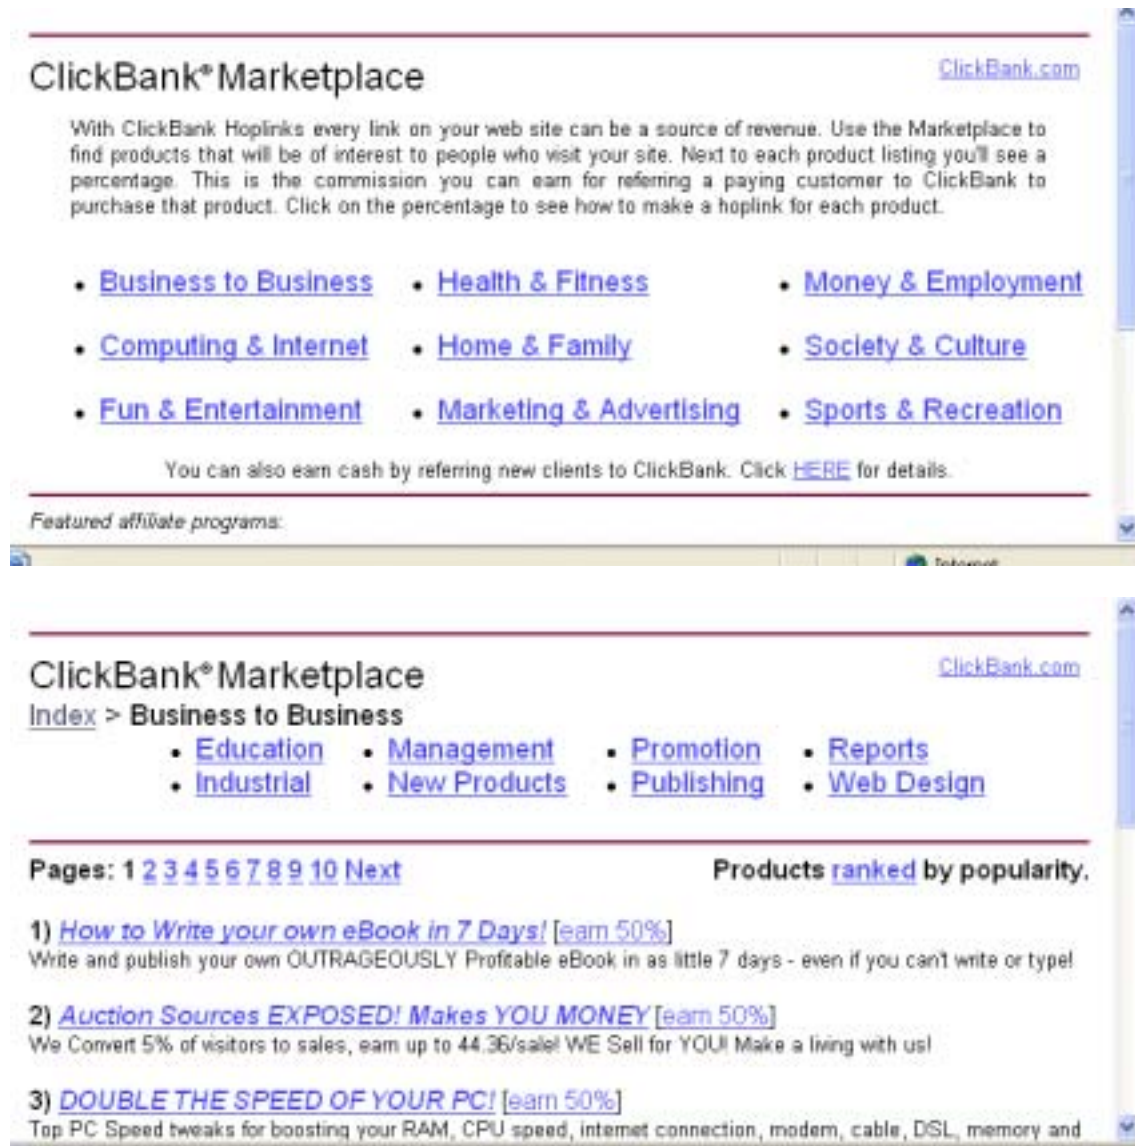 ClickBank® Marketplace ClickBank.com
With ClickBank Hoplinks every link on your web site can be a source of revenue. Use the Marketplace to
find products that will be of interest to people who visit your site. Next to each product listing you'll see a
percentage. This is the commission you can earn for referring a paying customer to ClickBank to
purchase that product. Click on the percentage to see how to make a hoplink for each product.
• Business to Business • Health & Fitness • Money & Employment
• Computing & Internet • Home & Family • Society & Culture
• Fun & Entertainment • Marketing & Advertising • Sports & Recreation
You can also earn cash by referring new clients to ClickBank. Click HERE for details.
Featured affiliate programs:
Internet
ClickBank® Marketplace ClickBank.com
Index > Business to Business
• Education • Management • Promotion • Reports
• Industrial • New Products • Publishing • Web Design
Pages: 1 2 3 4 5 6 7 8 9 10 Next Products ranked by popularity.
1) How to Write your own eBook in 7 Days! [earn 50%]
Write and publish your own OUTRAGEOUSLY Profitable eBook in as little 7 days - even if you can't write or type!
2) Auction Sources EXPOSED! Makes YOU MONEY [earn 50%]
We Convert 5% of visitors to sales, earn up to 44.36/sale! WE Sell for YOU! Make a living with us!
3) DOUBLE THE SPEED OF YOUR PC! [earn 50%]
Top PC Speed tweaks for boosting your RAM, CPU speed, internet connection, modem, cable, DSL, memory and